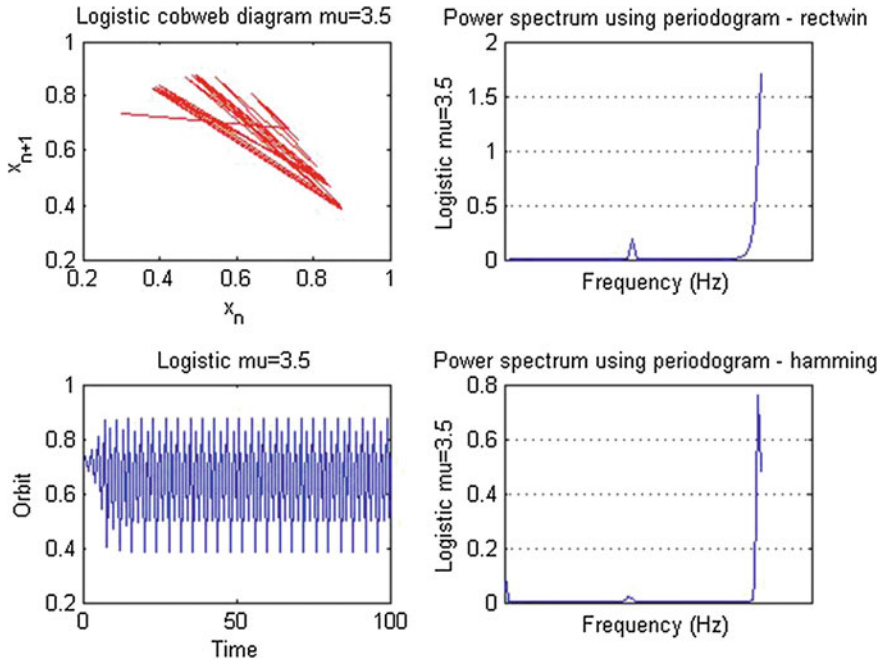 Logistic cobweb diagram mu=3.5
1
0.8
0.6
0.4
0.2
x_{n+1}
0.2 0.4 0.6 0.8 1
x_n
Power spectrum using periodogram - rectwin
2
1.5
1
0.5
0
Logistic mu=3.5
Frequency (Hz)
Logistic mu=3.5
1
0.8
0.6
0.4
0.2
Orbit
0 50 100
Time
Power spectrum using periodogram - hamming
0.8
0.6
0.4
0.2
0
Logistic mu=3.5
Frequency (Hz)